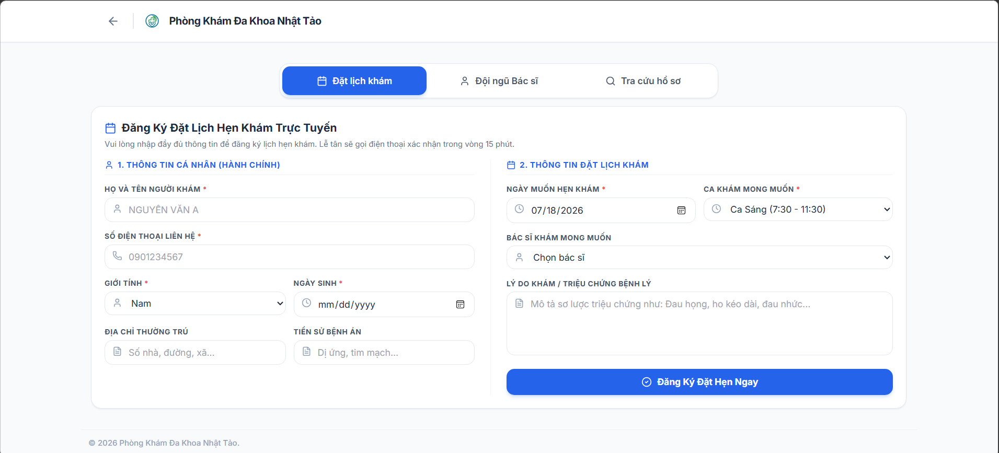 Phòng Khám Đa Khoa Nhật Tảo
Đặt lịch khám
Đội ngũ Bác sĩ
Tra cứu hồ sơ
Đăng Ký Đặt Lịch Hẹn Khám Trực Tuyến
Vui lòng nhập đầy đủ thông tin để đăng ký lịch hẹn khám. Lễ tân sẽ gọi điện thoại xác nhận trong vòng 15 phút.
1. THÔNG TIN CÁ NHÂN (HÀNH CHÍNH)
HỌ VÀ TÊN NGƯỜI KHÁM *
NGUYỄN VĂN A
SỐ ĐIỆN THOẠI LIÊN HỆ *
0901234567
GIỚI TÍNH *
Nam
NGÀY SINH *
mm/dd/yyyy
ĐỊA CHỈ THƯỜNG TRÚ
Số nhà, đường, xã...
TIỀN SỬ BỆNH ÁN
Dị ứng, tim mạch...
2. THÔNG TIN ĐẶT LỊCH KHÁM
NGÀY MUỐN HẸN KHÁM *
07/18/2026
CA KHÁM MONG MUỐN *
Ca Sáng (7:30 - 11:30)
BÁC SĨ KHÁM MONG MUỐN
Chọn bác sĩ
LÝ DO KHÁM / TRIỆU CHỨNG BỆNH LÝ
Mô tả sơ lược triệu chứng như: Đau họng, ho kéo dài, đau nhức...
Đăng Ký Đặt Hẹn Ngay
© 2026 Phòng Khám Đa Khoa Nhật Tảo.